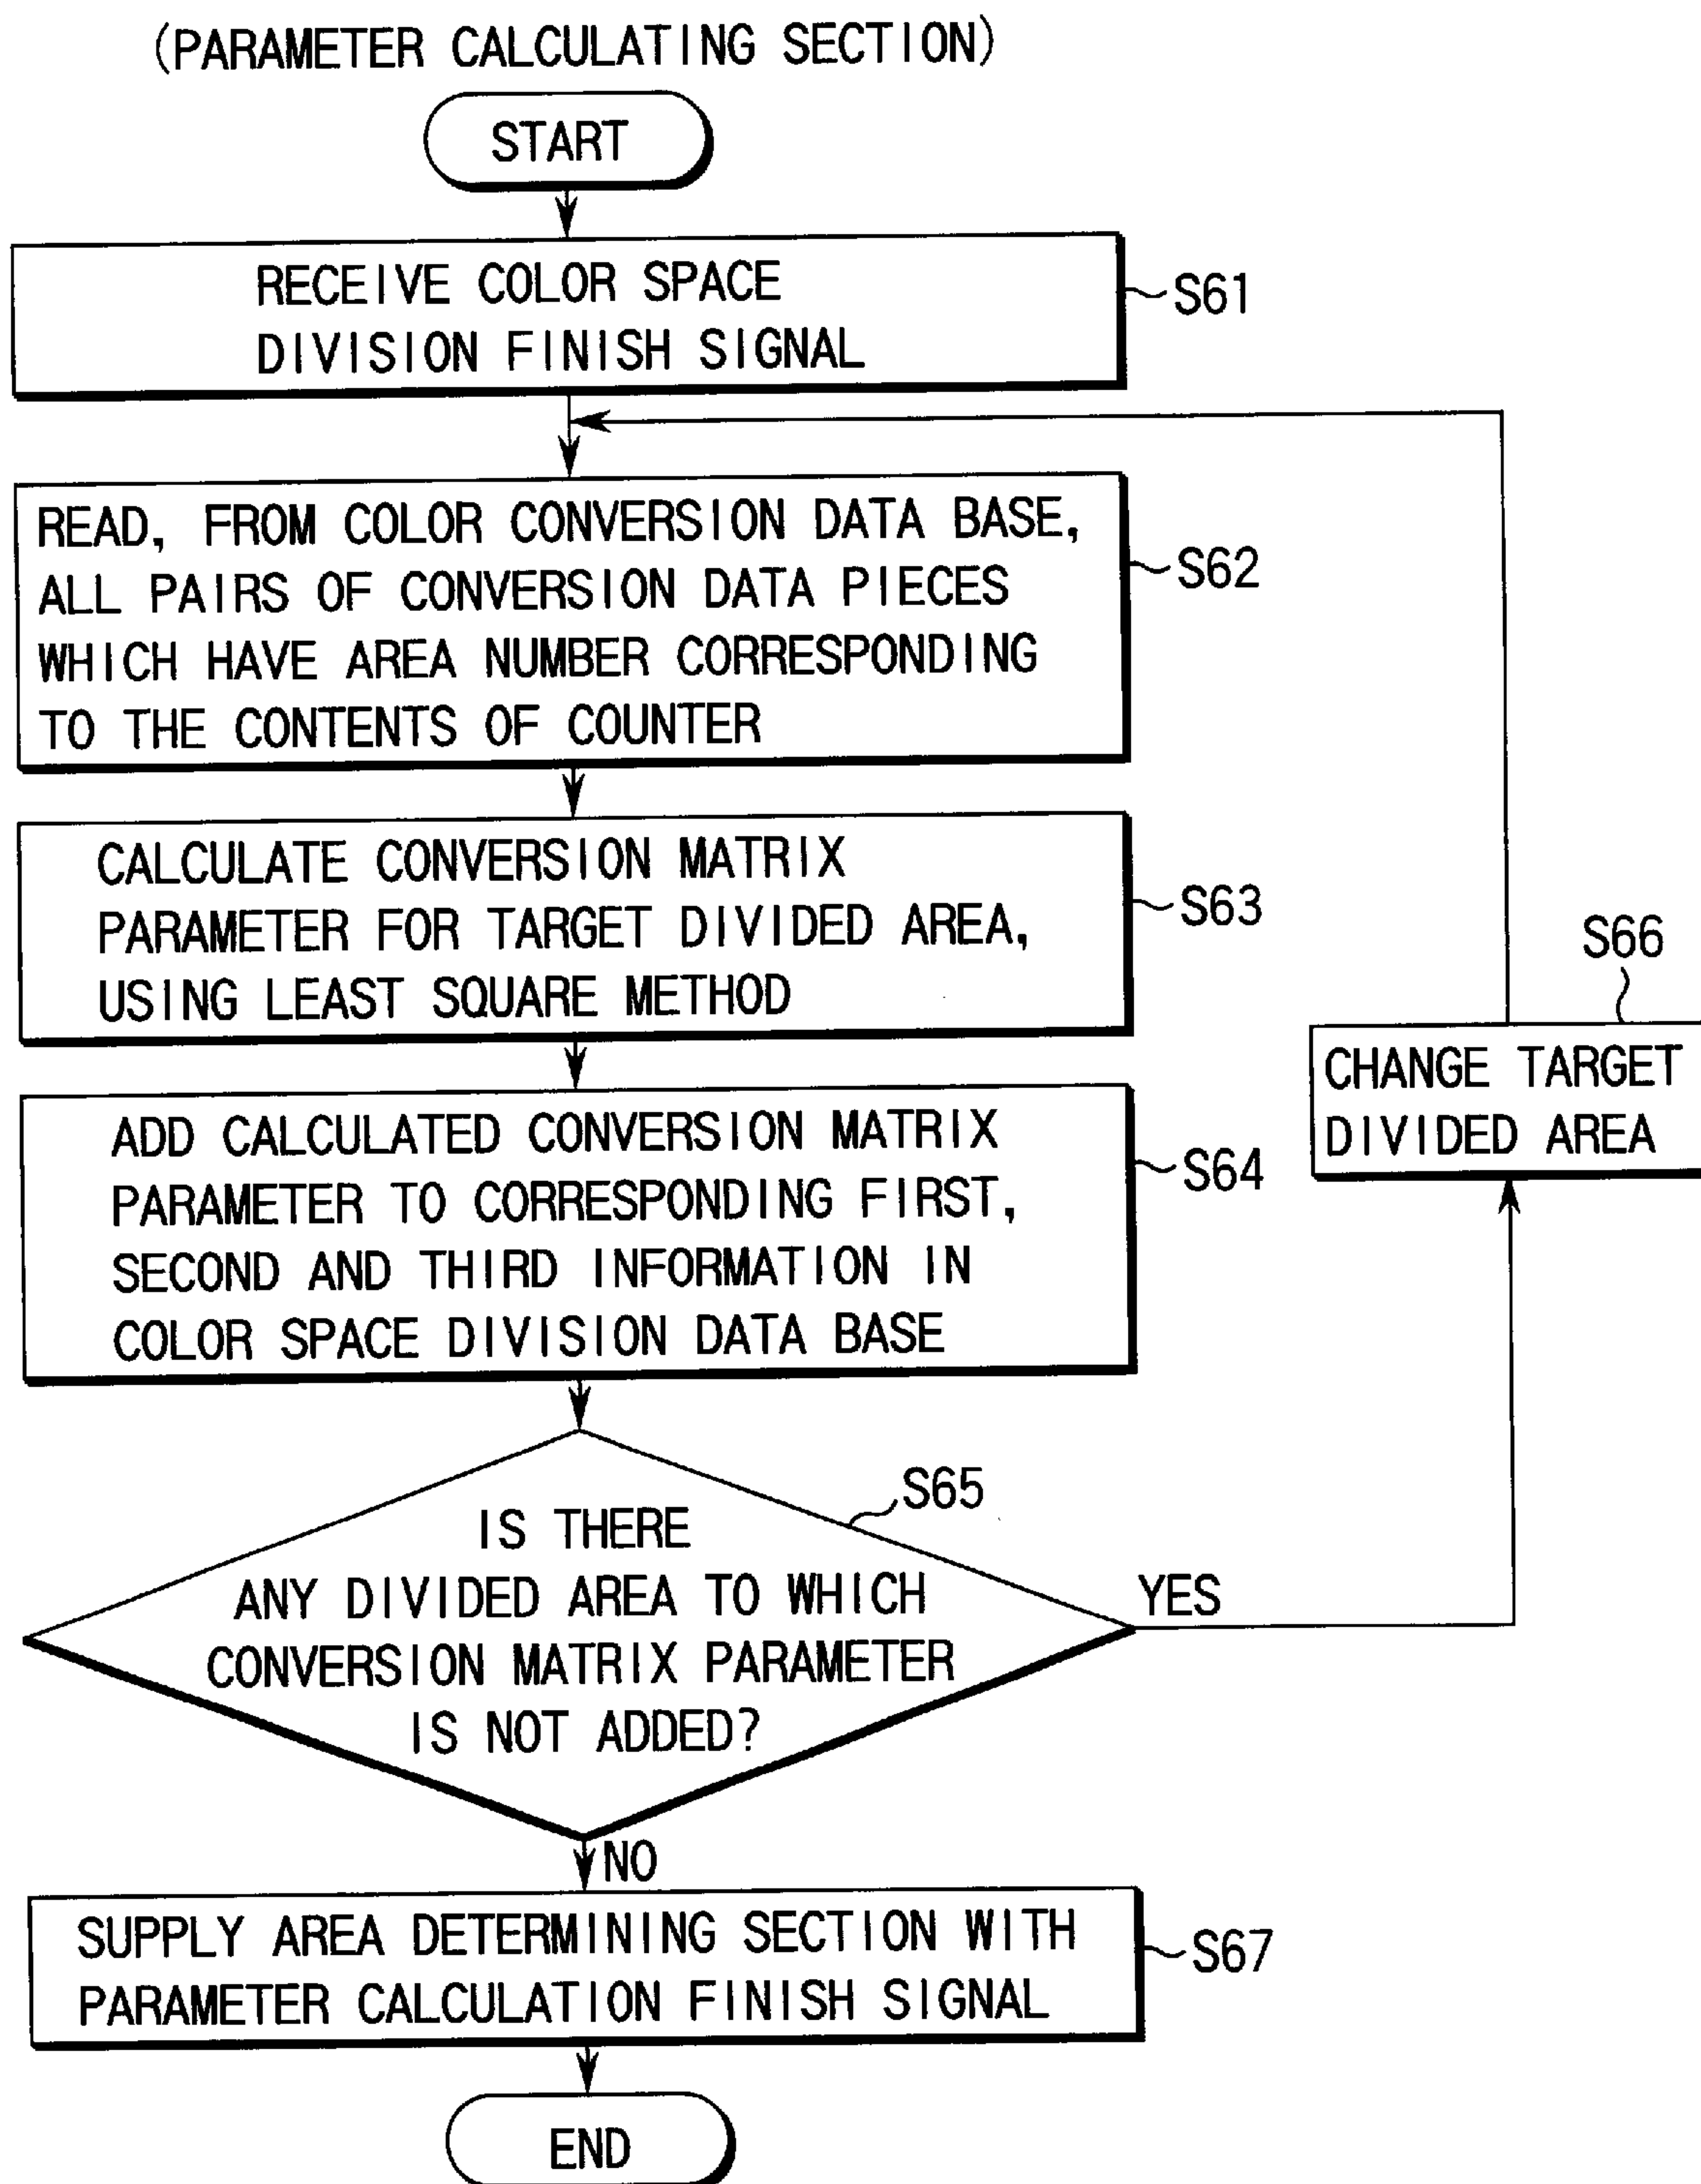 (PARAMETER CALCULATING SECTION)
START
RECEIVE COLOR SPACE
DIVISION FINISH SIGNAL
S61
READ, FROM COLOR CONVERSION DATA BASE,
ALL PAIRS OF CONVERSION DATA PIECES
WHICH HAVE AREA NUMBER CORRESPONDING
TO THE CONTENTS OF COUNTER
S62
CALCULATE CONVERSION MATRIX
PARAMETER FOR TARGET DIVIDED AREA,
USING LEAST SQUARE METHOD
S63
S66
CHANGE TARGET
DIVIDED AREA
ADD CALCULATED CONVERSION MATRIX
PARAMETER TO CORRESPONDING FIRST,
SECOND AND THIRD INFORMATION IN
COLOR SPACE DIVISION DATA BASE
S64
S65
IS THERE
ANY DIVIDED AREA TO WHICH
CONVERSION MATRIX PARAMETER
IS NOT ADDED?
YES
NO
SUPPLY AREA DETERMINING SECTION WITH
PARAMETER CALCULATION FINISH SIGNAL
S67
END